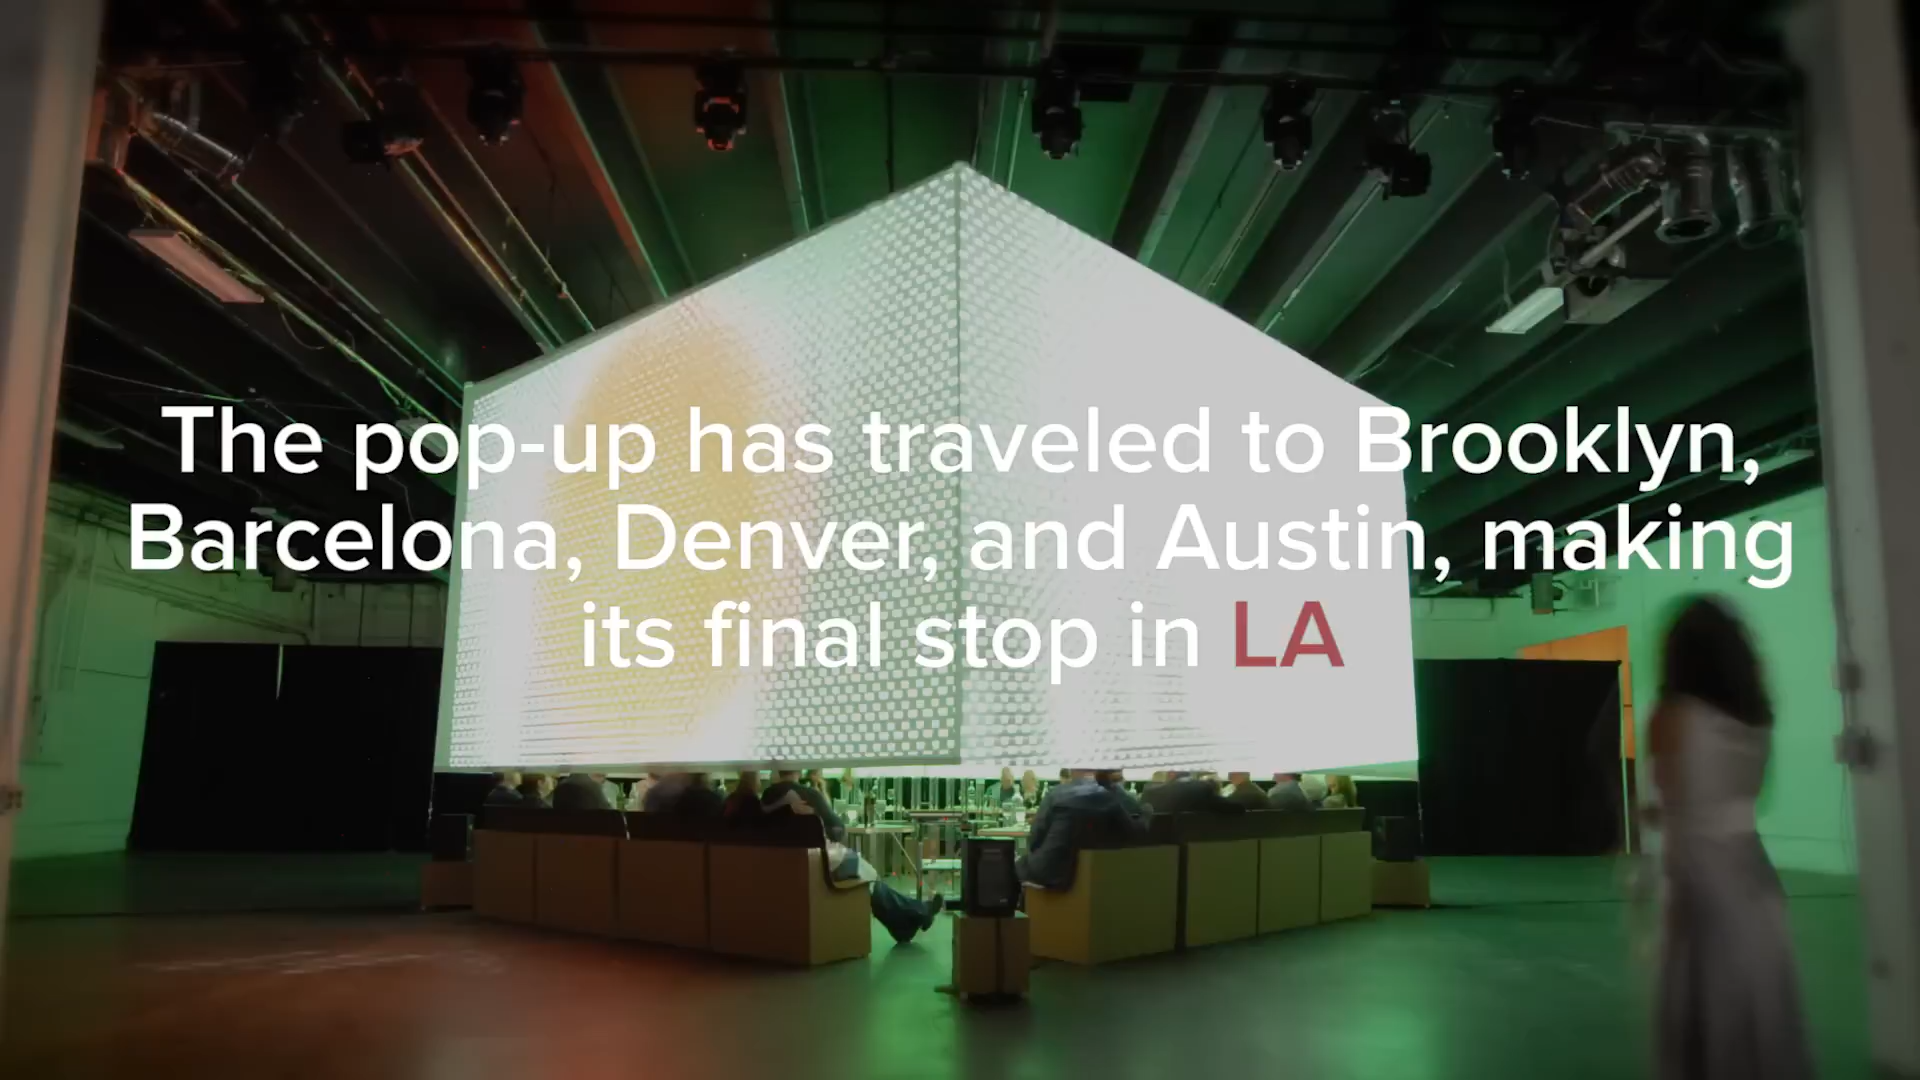 The pop-up has traveled to Brooklyn,
Barcelona, Denver, and Austin, making
its final stop in LA